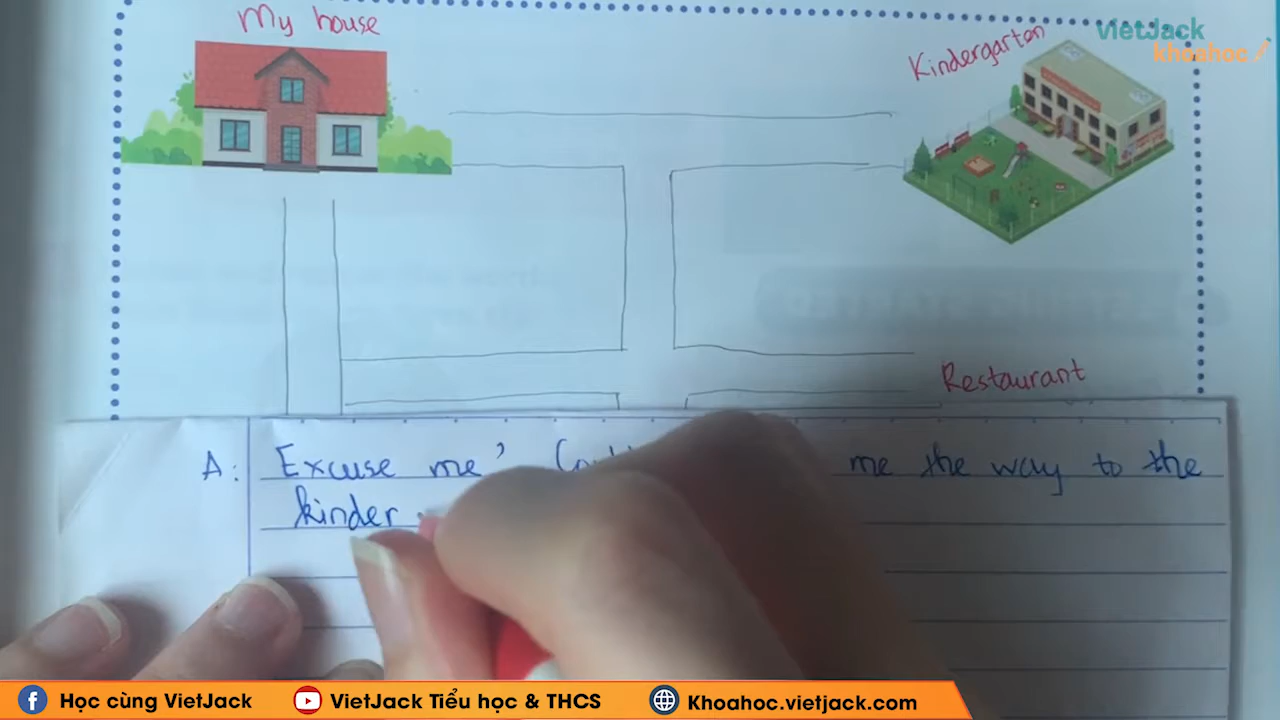 My house
Kindergarten
vietJack
khoahoc
Restaurant
A: Excuse me, me the way to the
kinder
Học cùng VietJack
VietJack Tiểu học & THCS
Khoahoc.vietjack.com